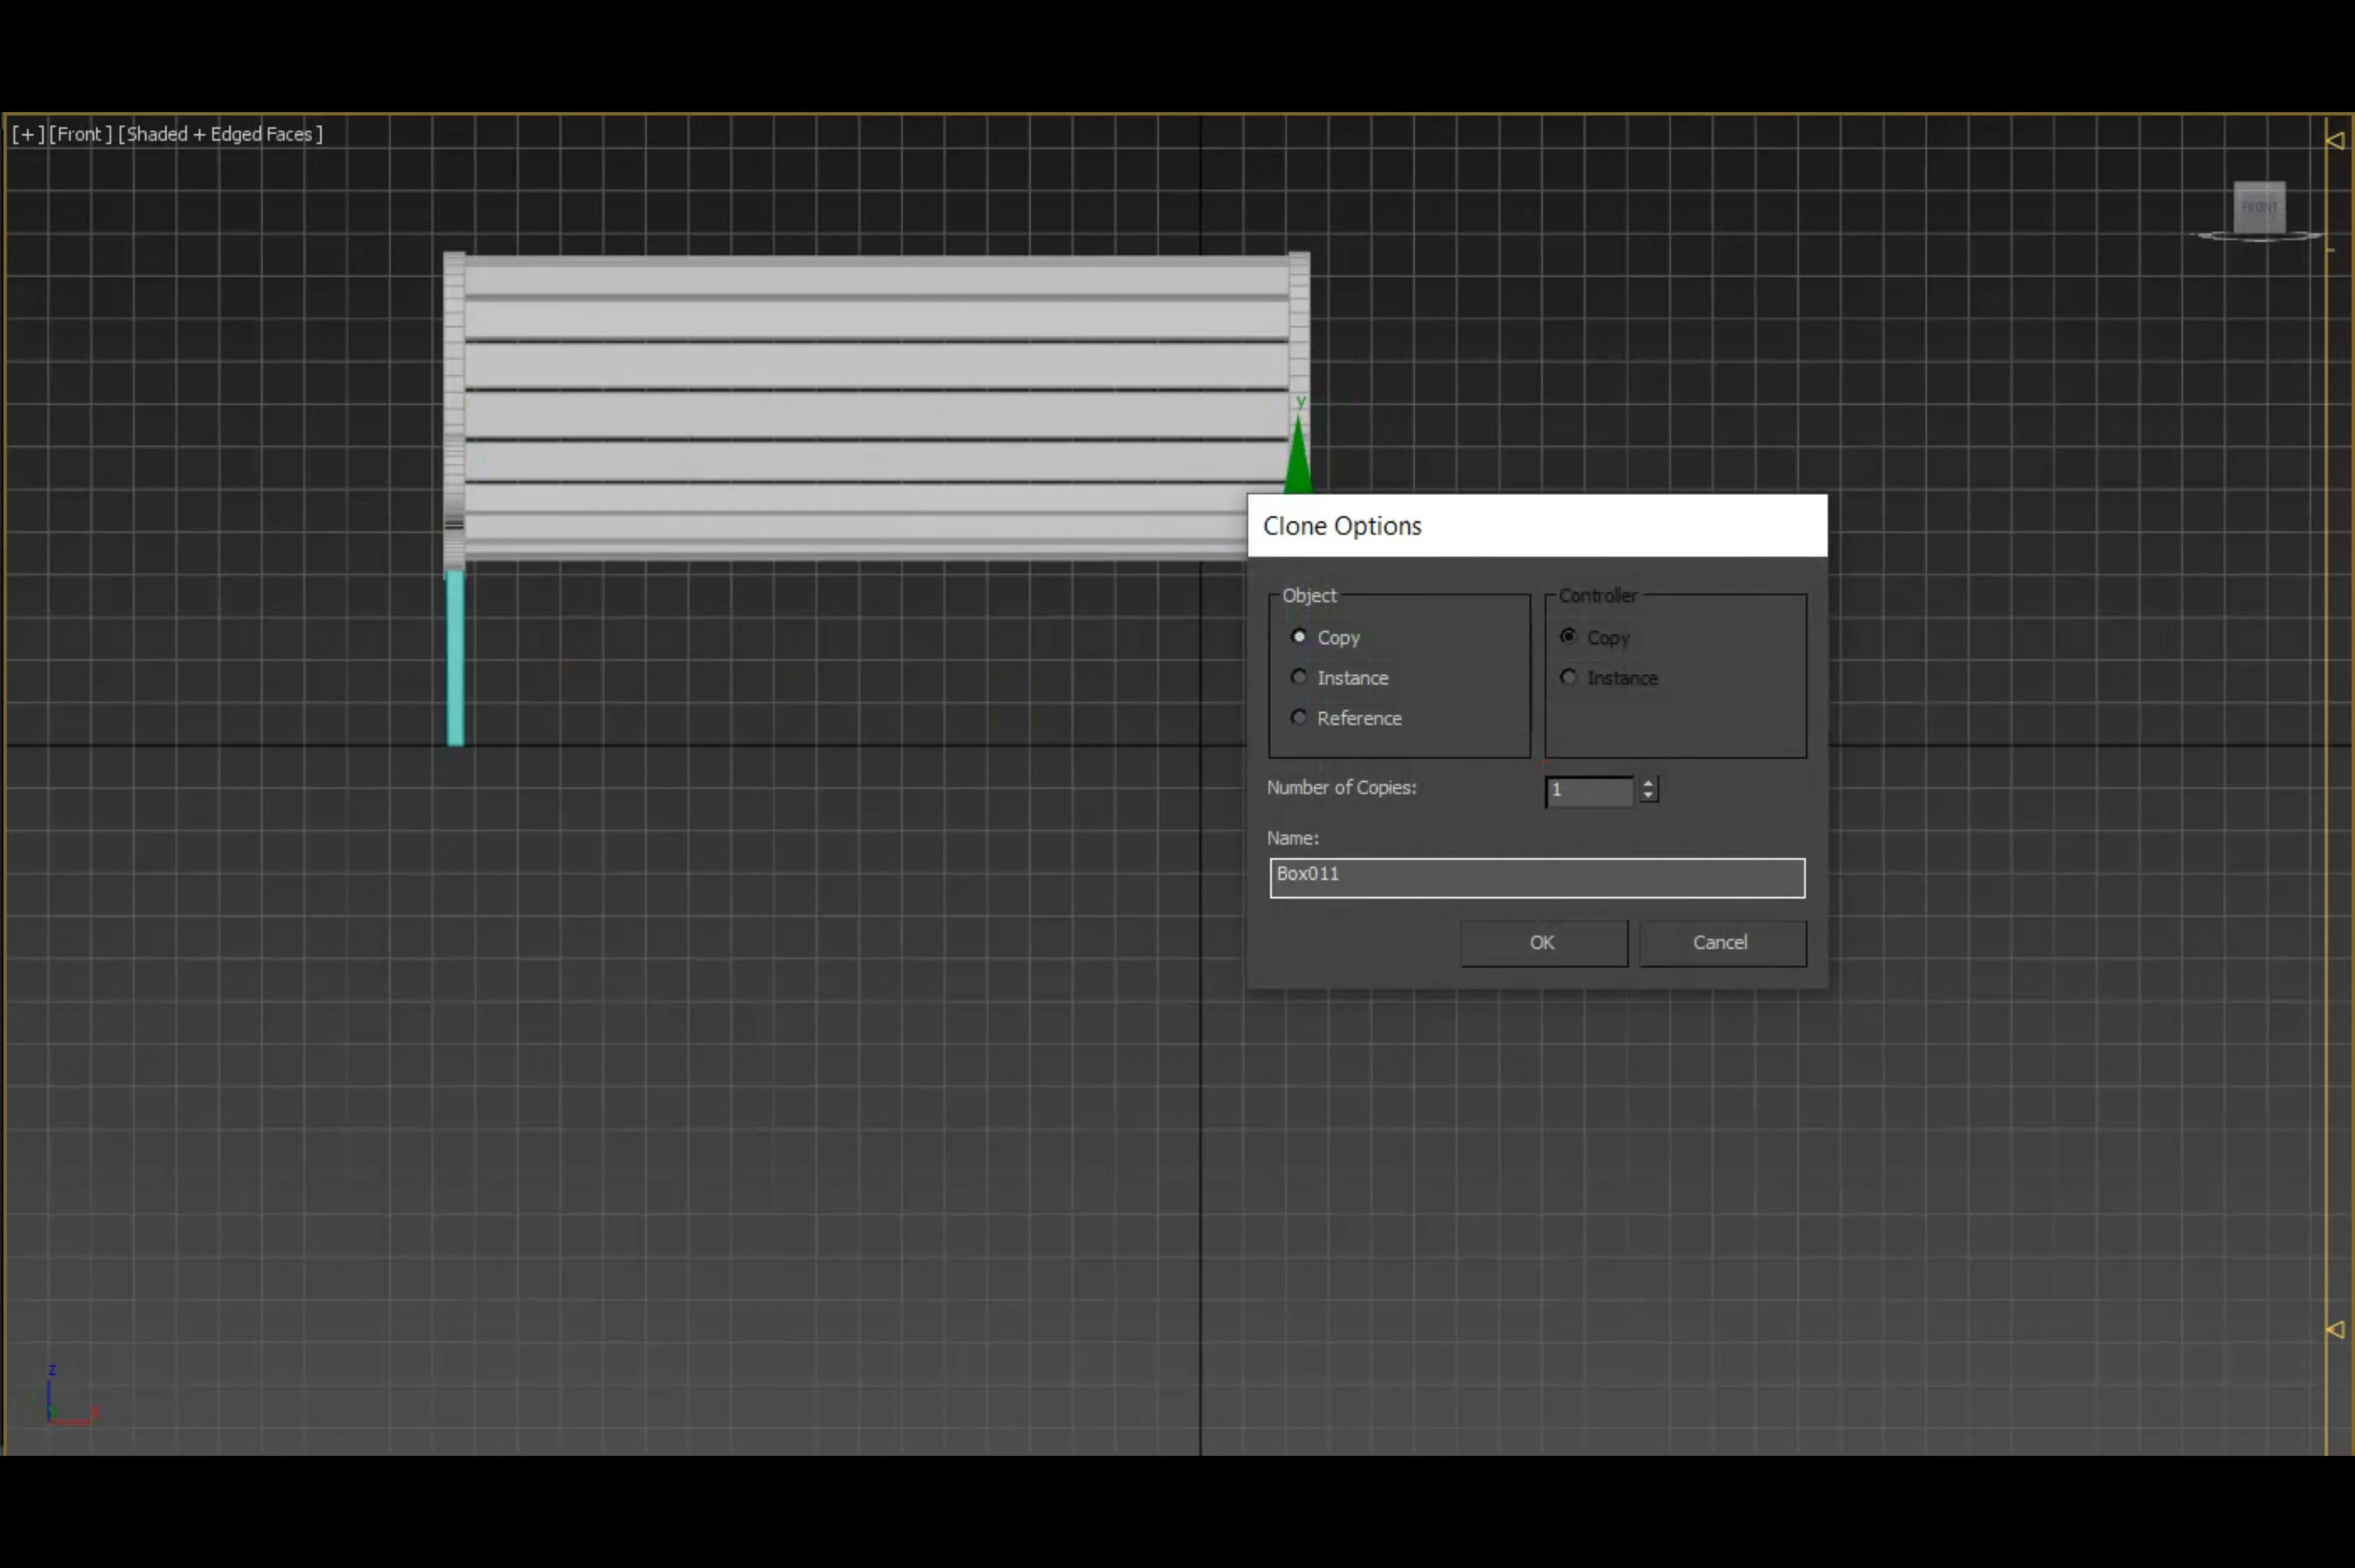 [+][Front][Shaded + Edged Faces]
FRONT
y
Clone Options
Object
Controller
Copy
Copy
Instance
Instance
Reference
Number of Copies:
1
Name:
Box011
OK
Cancel
z
x